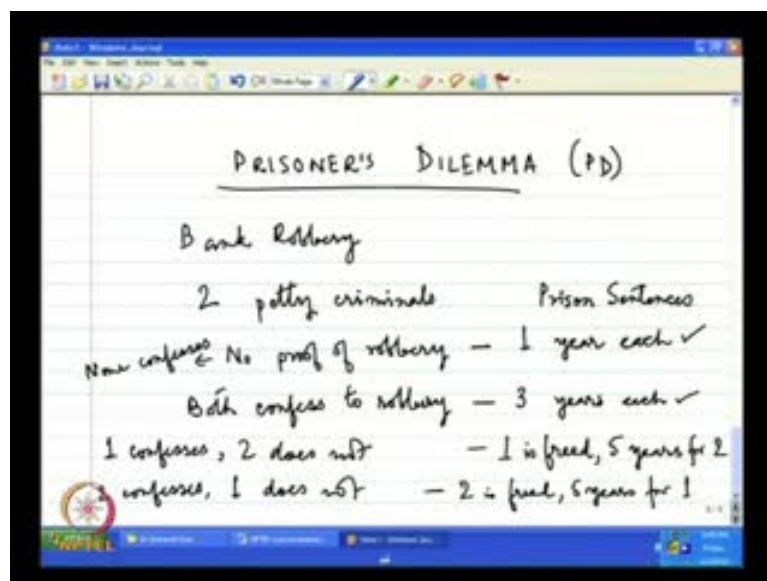 PRISONER'S DILEMMA (PD)
Bank Robbery
2 petty criminals Prison Sentences
None confesses ← No proof of robbery - 1 year each ✓
Both confess to robbery - 3 years each ✓
1 confesses, 2 does not - 1 is freed, 5 years for 2
2 confesses, 1 does not - 2 is freed, 5 years for 1
NPTEL